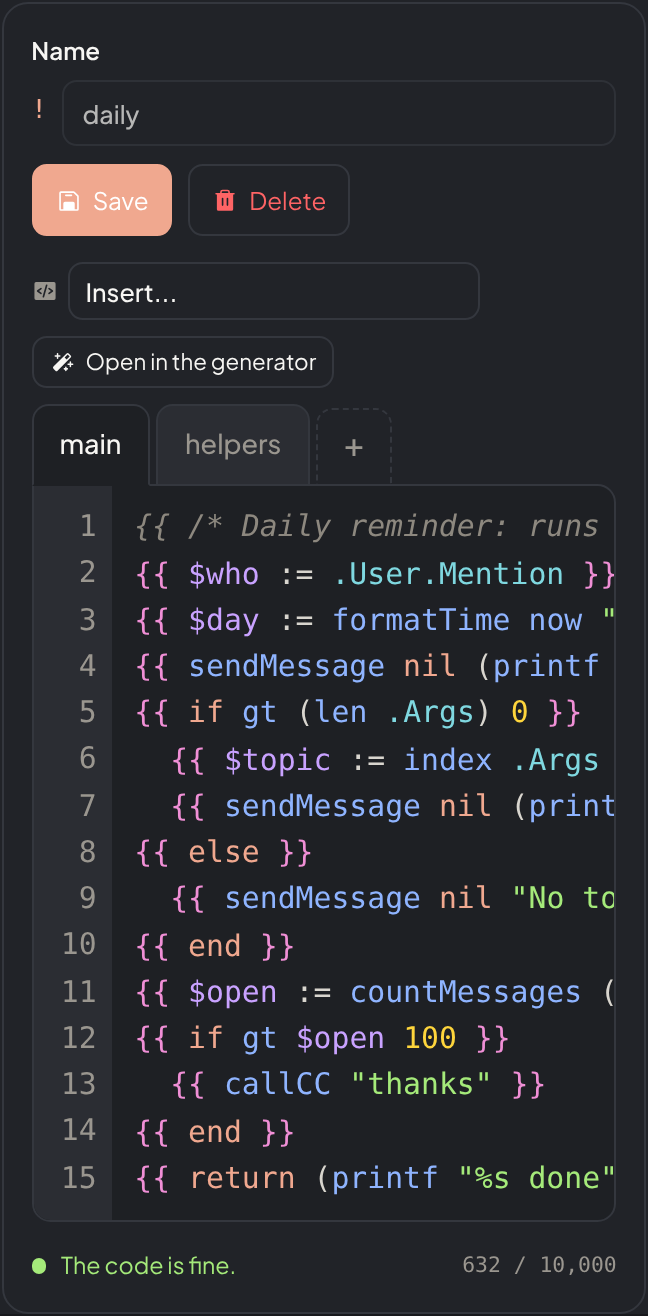 Name
! daily
Save Delete
</> Insert...
Open in the generator
main helpers +
1 {{ /* Daily reminder: runs
2 {{ $who := .User.Mention }}
3 {{ $day := formatTime now "
4 {{ sendMessage nil (printf
5 {{ if gt (len .Args) 0 }}
6 {{ $topic := index .Args
7 {{ sendMessage nil (print
8 {{ else }}
9 {{ sendMessage nil "No to
10 {{ end }}
11 {{ $open := countMessages (
12 {{ if gt $open 100 }}
13 {{ callCC "thanks" }}
14 {{ end }}
15 {{ return (printf "%s done"
The code is fine. 632 / 10,000